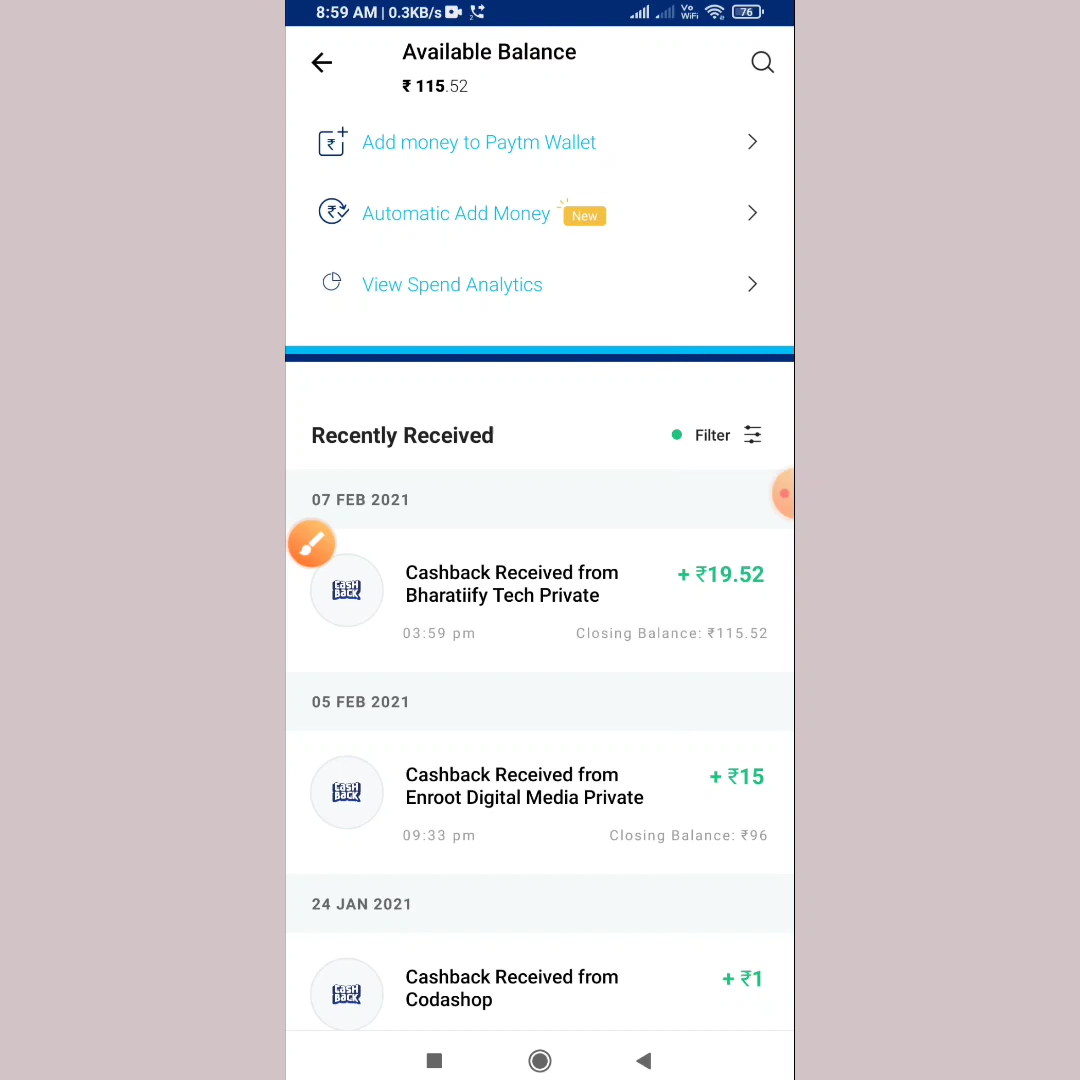 8:59 AM | 0.3KB/s
Vo WiFi
76
Available Balance
₹ 115.52
Add money to Paytm Wallet
Automatic Add Money New
View Spend Analytics
Recently Received
Filter
07 FEB 2021
CASH BACK
Cashback Received from + ₹19.52
Bharatiify Tech Private
03:59 pm Closing Balance: ₹115.52
05 FEB 2021
CASH BACK
Cashback Received from + ₹15
Enroot Digital Media Private
09:33 pm Closing Balance: ₹96
24 JAN 2021
CASH BACK
Cashback Received from + ₹1
Codashop